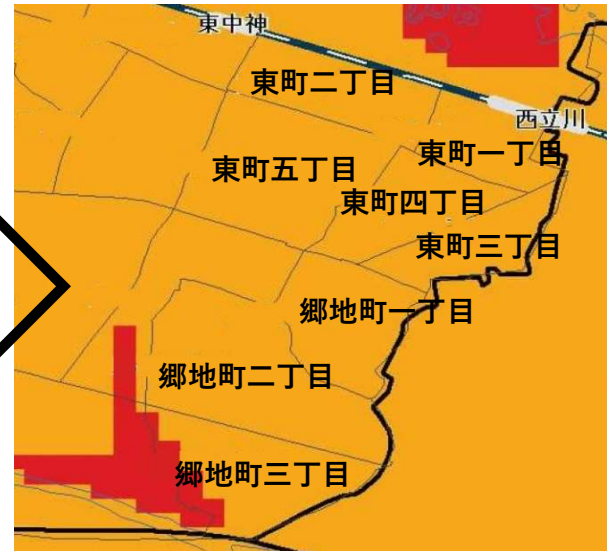 東中神
東町二丁目
西立川
東町一丁目
東町五丁目
東町四丁目
東町三丁目
郷地町一丁目
郷地町二丁目
郷地町三丁目